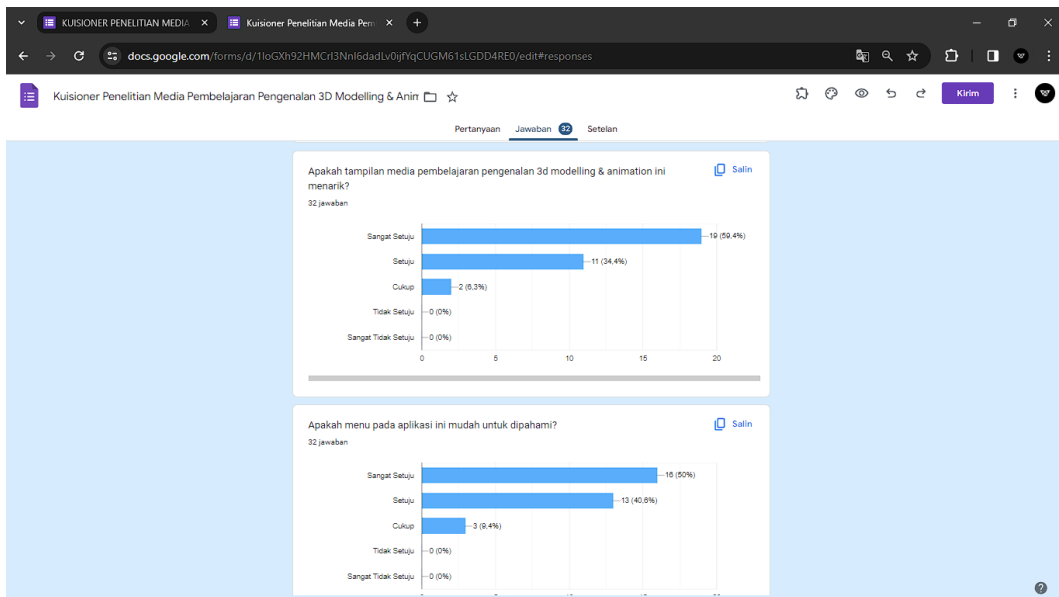 KUISIONER PENELITIAN MEDIA
Kuisioner Penelitian Media Pem
docs.google.com/forms/d/1IoGXh92HMCrI3NnI6dadLv0ijfYqCUGM61sLGDD4RE0/edit#responses
Kuisioner Penelitian Media Pembelajaran Pengenalan 3D Modelling & Anim
Kirim
Pertanyaan Jawaban 32 Setelan
Apakah tampilan media pembelajaran pengenalan 3d modelling & animation ini
menarik?
Salin
32 jawaban
Sangat Setuju 19 (59,4%)
Setuju 11 (34,4%)
Cukup 2 (6,3%)
Tidak Setuju 0 (0%)
Sangat Tidak Setuju 0 (0%)
0 5 10 15 20
Apakah menu pada aplikasi ini mudah untuk dipahami?
Salin
32 jawaban
Sangat Setuju 16 (50%)
Setuju 13 (40,6%)
Cukup 3 (9,4%)
Tidak Setuju 0 (0%)
Sangat Tidak Setuju 0 (0%)